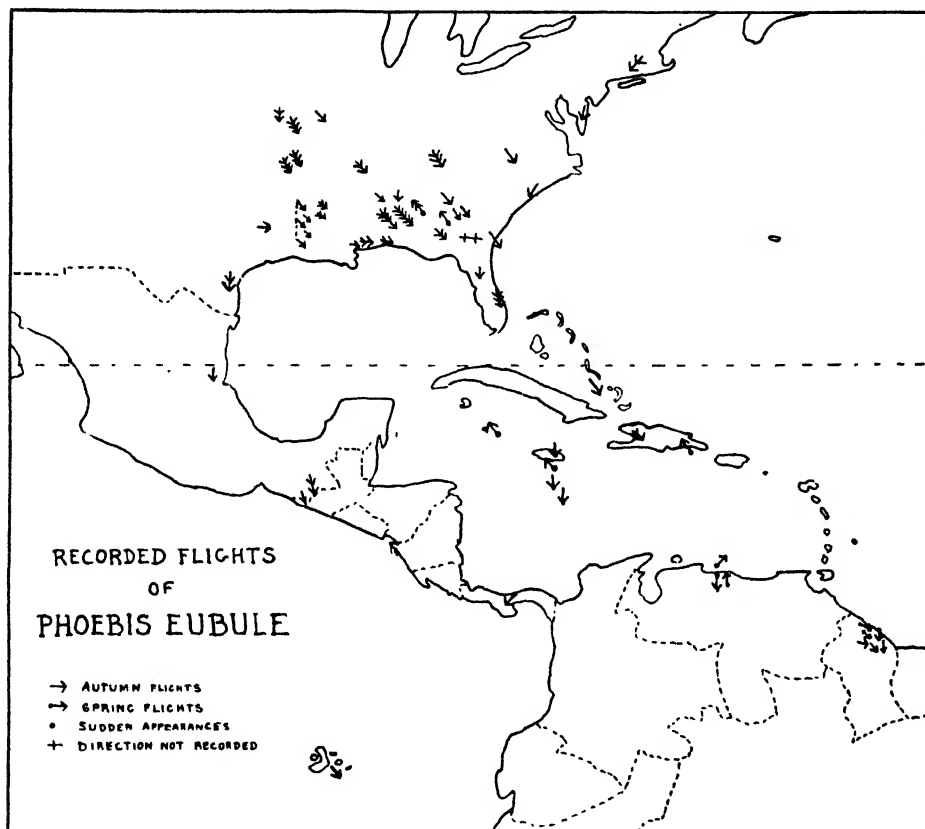 RECORDED FLIGHTS
OF
PHOEBIS EUBULE
AUTUMN FLIGHTS
SPRING FLIGHTS
SUDDEN APPEARANCES
DIRECTION NOT RECORDED